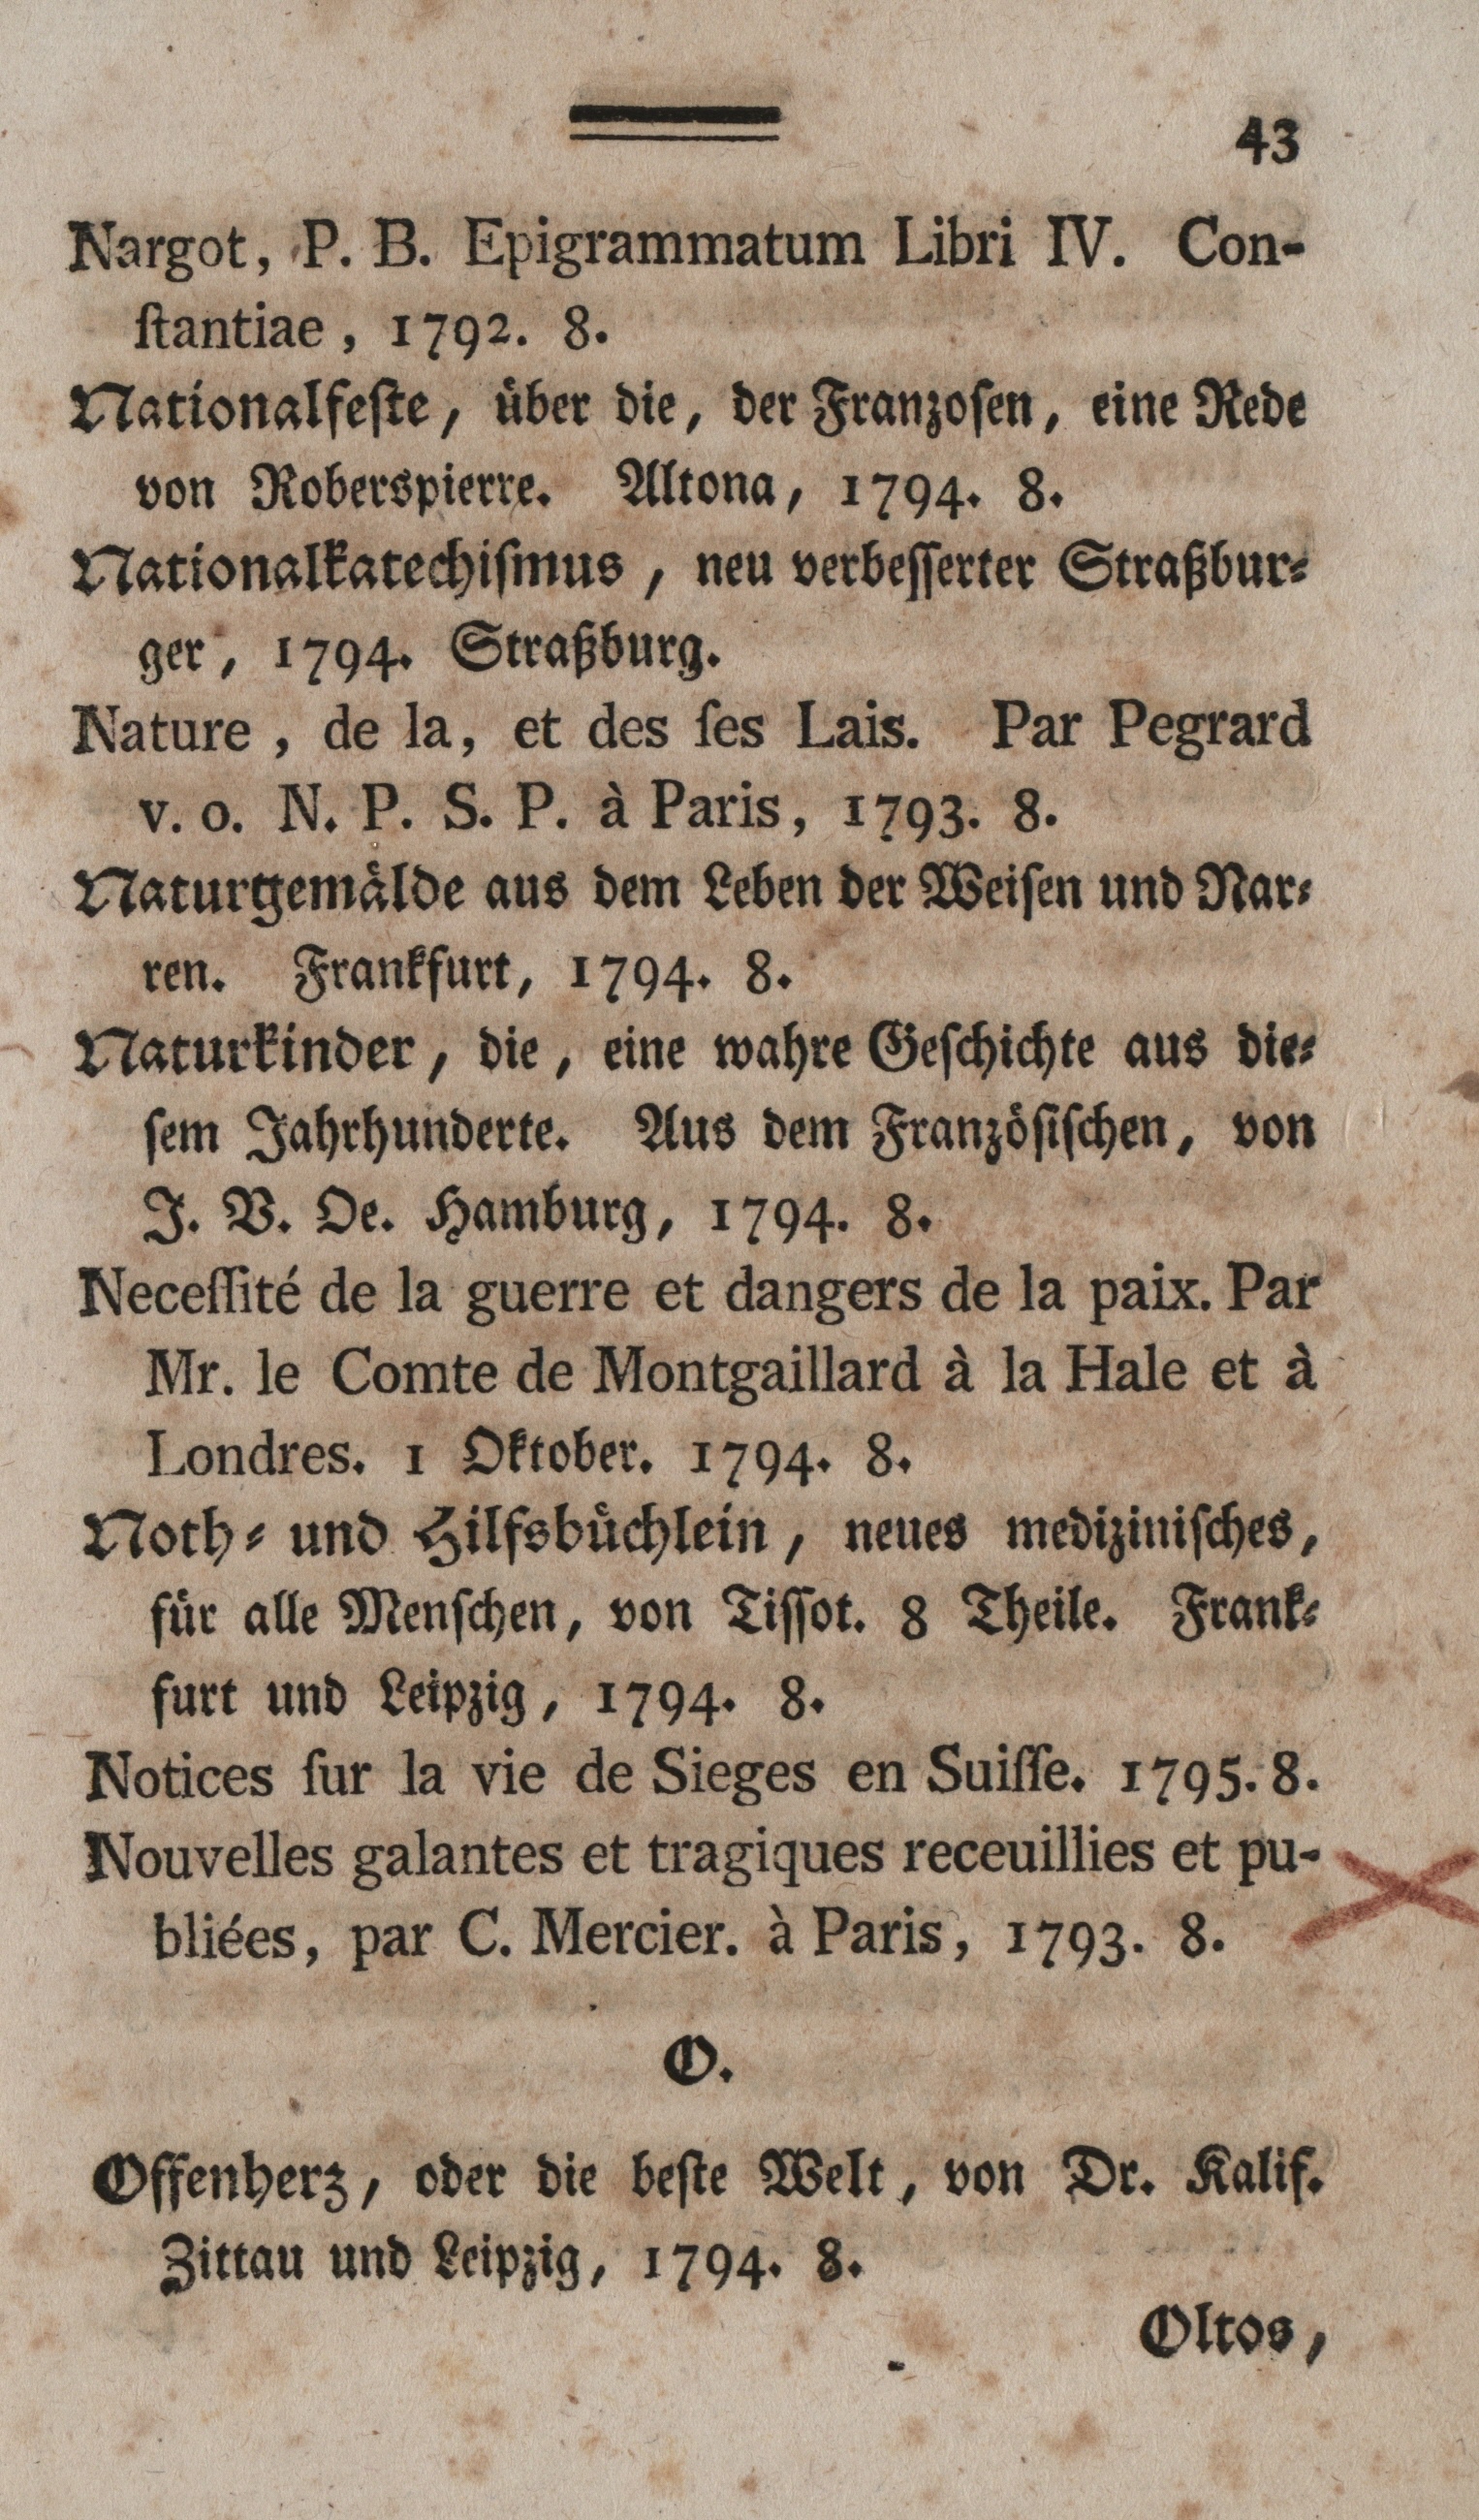 43
Nargot, P. B. Epigrammatum Libri IV. Con-
ſtantiae, 1792. 8.
Nationalfeſte, über die, der Franzoſen, eine Rede
von Roberspierre. Altona, 1794. 8.
Nationalkatechiſmus, neu verbeſſerter Straßbur-
ger, 1794. Straßburg.
Nature, de la, et des ſes Lais. Par Pegrard
v. o. N. P. S. P. à Paris, 1793. 8.
Naturgemälde aus dem Leben der Weiſen und Nar-
ren. Frankfurt, 1794. 8.
Naturkinder, die, eine wahre Geſchichte aus die-
ſem Jahrhunderte. Aus dem Franzöſiſchen, von
J. V. Oe. Hamburg, 1794. 8.
Neceſſité de la guerre et dangers de la paix. Par
Mr. le Comte de Montgaillard à la Hale et à
Londres. 1 Oktober. 1794. 8.
Noth- und Hilfsbüchlein, neues mediziniſches,
für alle Menſchen, von Tiſſot. 8 Theile. Frank-
furt und Leipzig, 1794. 8.
Notices ſur la vie de Sieges en Suiſſe. 1795. 8.
Nouvelles galantes et tragiques receuillies et pu-
bliées, par C. Mercier. à Paris, 1793. 8.
O.
Offenherz, oder die beſte Welt, von Dr. Kalif.
Zittau und Leipzig, 1794. 8.
Oltos,